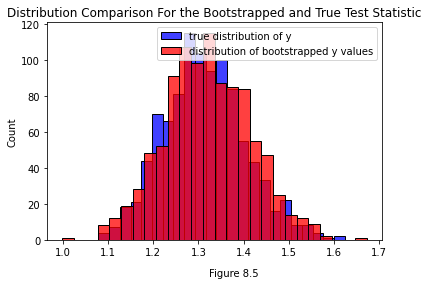 Distribution Comparison For the Bootstrapped and True Test Statistic
true distribution of y
distribution of bootstrapped y values
120
100
80
60
40
20
0
Count
1.0 1.1 1.2 1.3 1.4 1.5 1.6 1.7
Figure 8.5